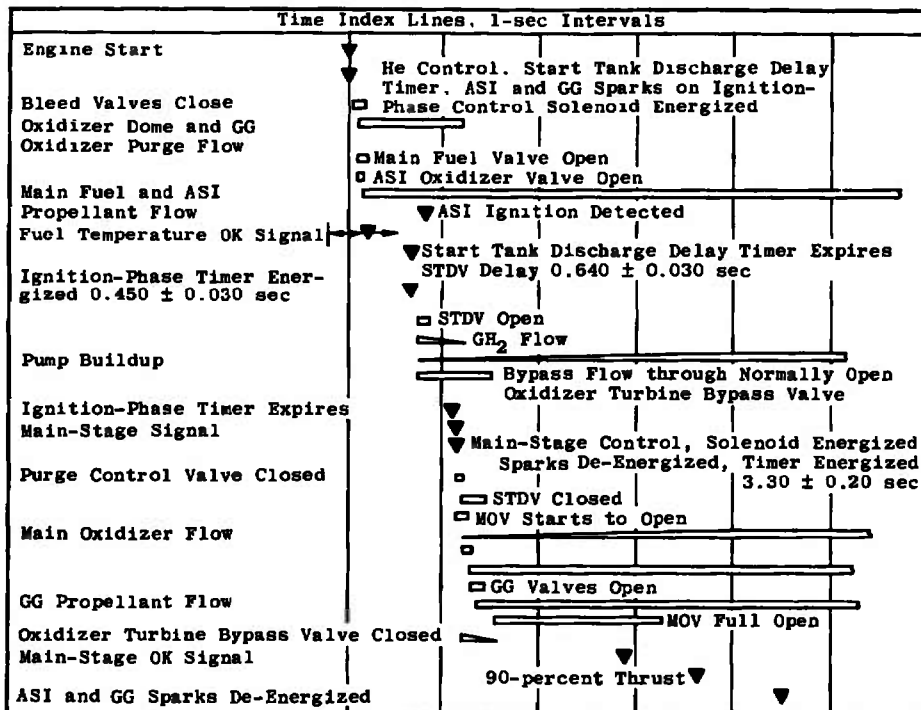 Time Index Lines, 1-sec Intervals
Engine Start
He Control. Start Tank Discharge Delay
Timer, ASI and GG Sparks on Ignition-
Phase Control Solenoid Energized
Bleed Valves Close
Oxidizer Dome and GG
Oxidizer Purge Flow
Main Fuel Valve Open
ASI Oxidizer Valve Open
Main Fuel and ASI
Propellant Flow
ASI Ignition Detected
Fuel Temperature OK Signal
Start Tank Discharge Delay Timer Expires
STDV Delay 0.640 ± 0.030 sec
Ignition-Phase Timer Ener-
gized 0.450 ± 0.030 sec
STDV Open
GH2 Flow
Pump Buildup
Bypass Flow through Normally Open
Oxidizer Turbine Bypass Valve
Ignition-Phase Timer Expires
Main-Stage Signal
Main-Stage Control, Solenoid Energized
Sparks De-Energized, Timer Energized
3.30 ± 0.20 sec
Purge Control Valve Closed
STDV Closed
MOV Starts to Open
Main Oxidizer Flow
GG Valves Open
GG Propellant Flow
MOV Full Open
Oxidizer Turbine Bypass Valve Closed
Main-Stage OK Signal
90-percent Thrust
ASI and GG Sparks De-Energized